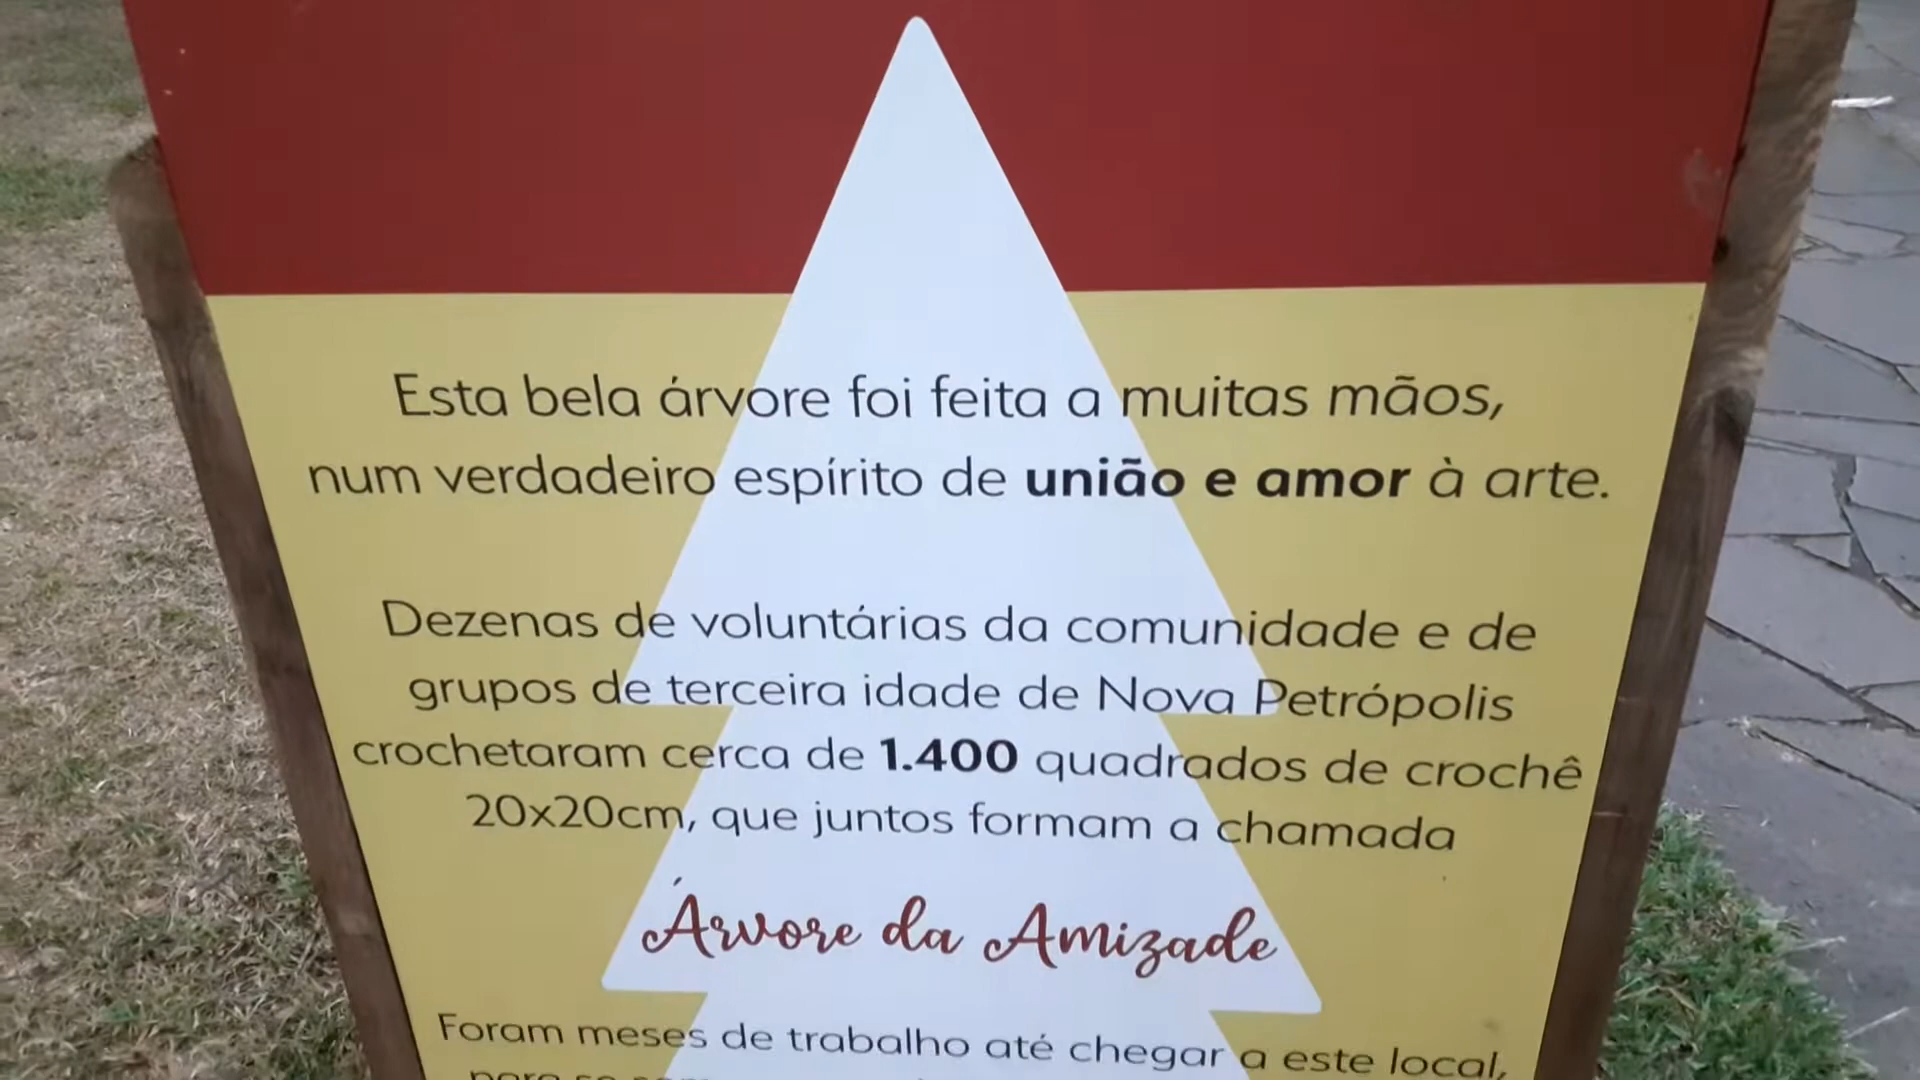 Esta bela árvore foi feita a muitas mãos,
num verdadeiro espírito de união e amor à arte.
Dezenas de voluntárias da comunidade e de
grupos de terceira idade de Nova Petrópolis
crochetaram cerca de 1.400 quadrados de crochê
20x20cm, que juntos formam a chamada
Árvore da Amizade
Foram meses de trabalho até chegar a este local,